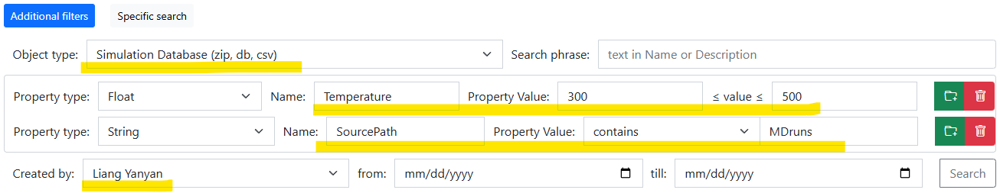 Additional filters Specific search
Object type: Simulation Database (zip, db, csv) Search phrase: text in Name or Description
Property type: Float Name: Temperature Property Value: 300 ≤ value ≤ 500
Property type: String Name: SourcePath Property Value: contains MDruns
Created by: Liang Yanyan from: mm/dd/yyyy till: mm/dd/yyyy Search